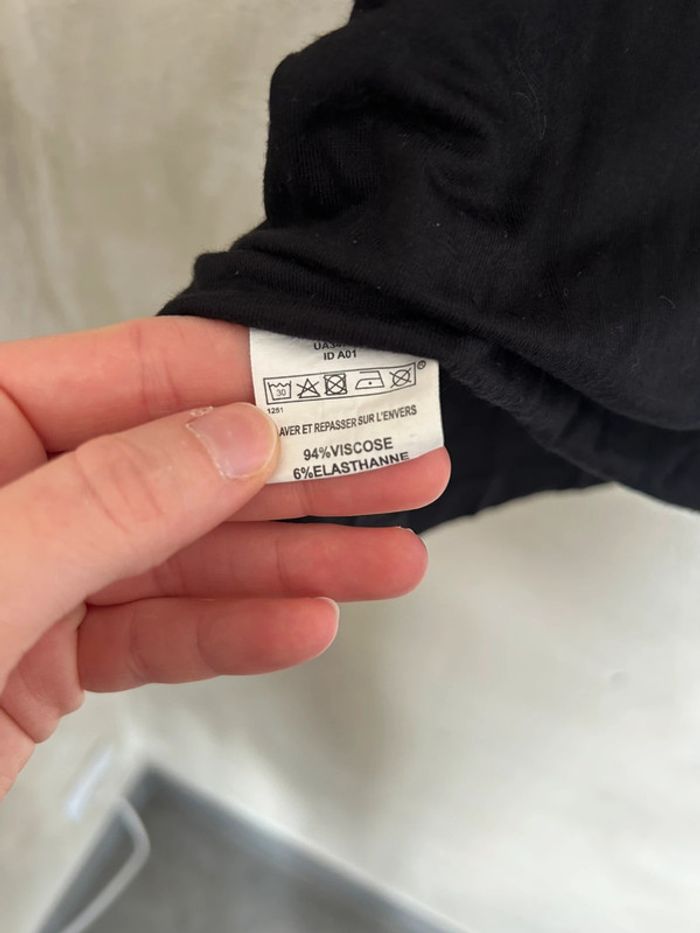 ID A01
30
1251
AVER ET REPASSER SUR L'ENVERS
94%VISCOSE
6%ELASTHANNE